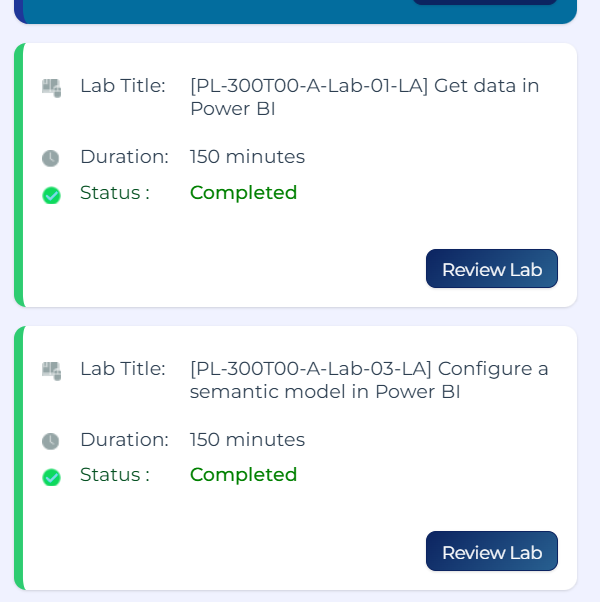 Lab Title: [PL-300T00-A-Lab-01-LA] Get data in
Power BI
Duration: 150 minutes
Status : Completed
Review Lab
Lab Title: [PL-300T00-A-Lab-03-LA] Configure a
semantic model in Power BI
Duration: 150 minutes
Status : Completed
Review Lab